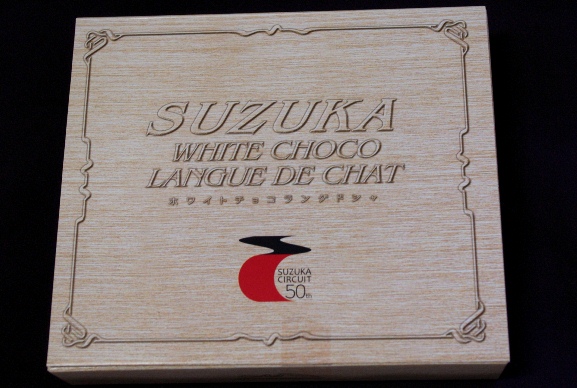 SUZUKA
WHITE CHOCO
LANGUE DE CHAT
ホワイトチョコラングドシャ
SUZUKA
CIRCUIT
50th